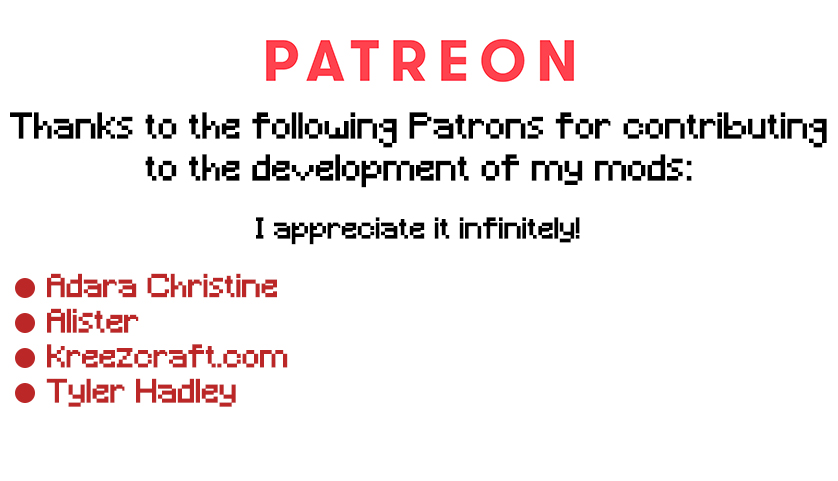 PATREON
Thanks to the following Patrons for contributing
to the development of my mods:
I appreciate it infinitely!
● Adara Christine
● Alister
● kreeZcraft.com
● Tyler Hadley